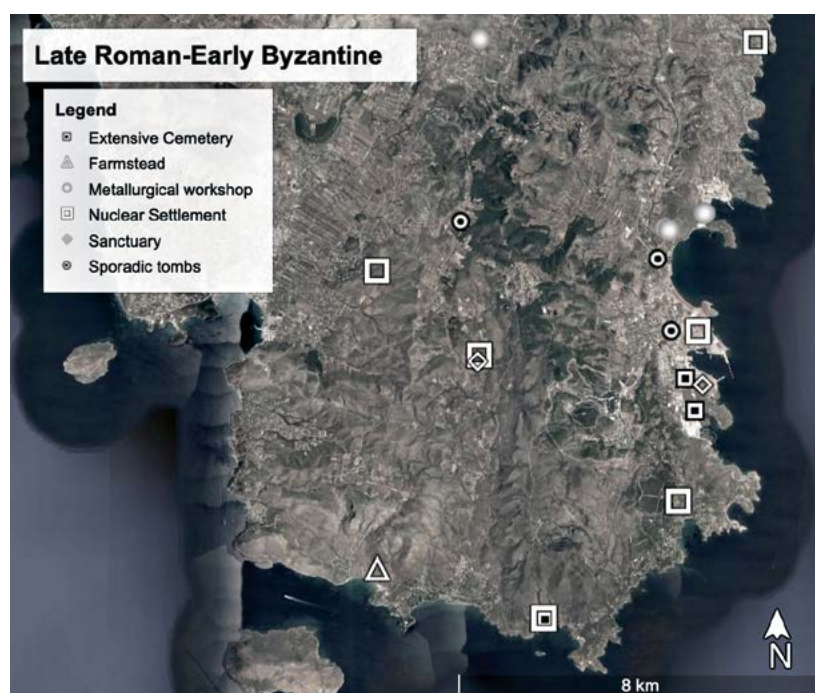 Late Roman-Early Byzantine
Legend
Extensive Cemetery
Farmstead
Metallurgical workshop
Nuclear Settlement
Sanctuary
Sporadic tombs
N
8 km